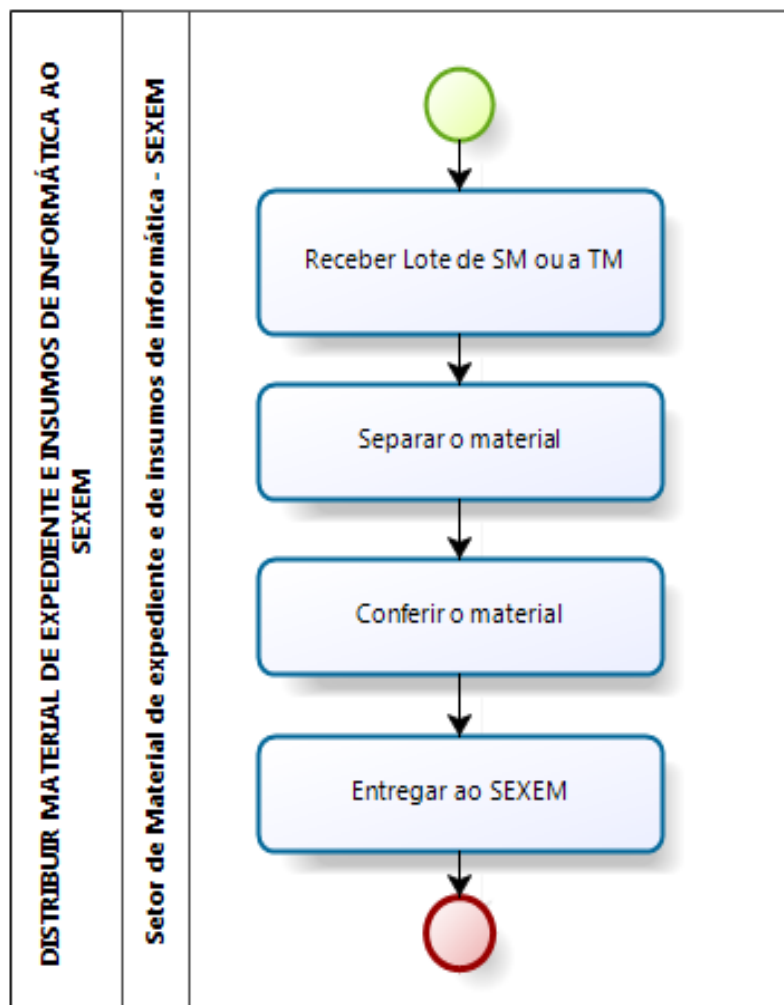 DISTRIBUIR MATERIAL DE EXPEDIENTE E INSUMOS DE INFORMÁTICA AO
SEXEM
Setor de Material de expediente e de insumos de informática - SEXEM
Receber Lote de SM ou a TM
Separar o material
Conferir o material
Entregar ao SEXEM